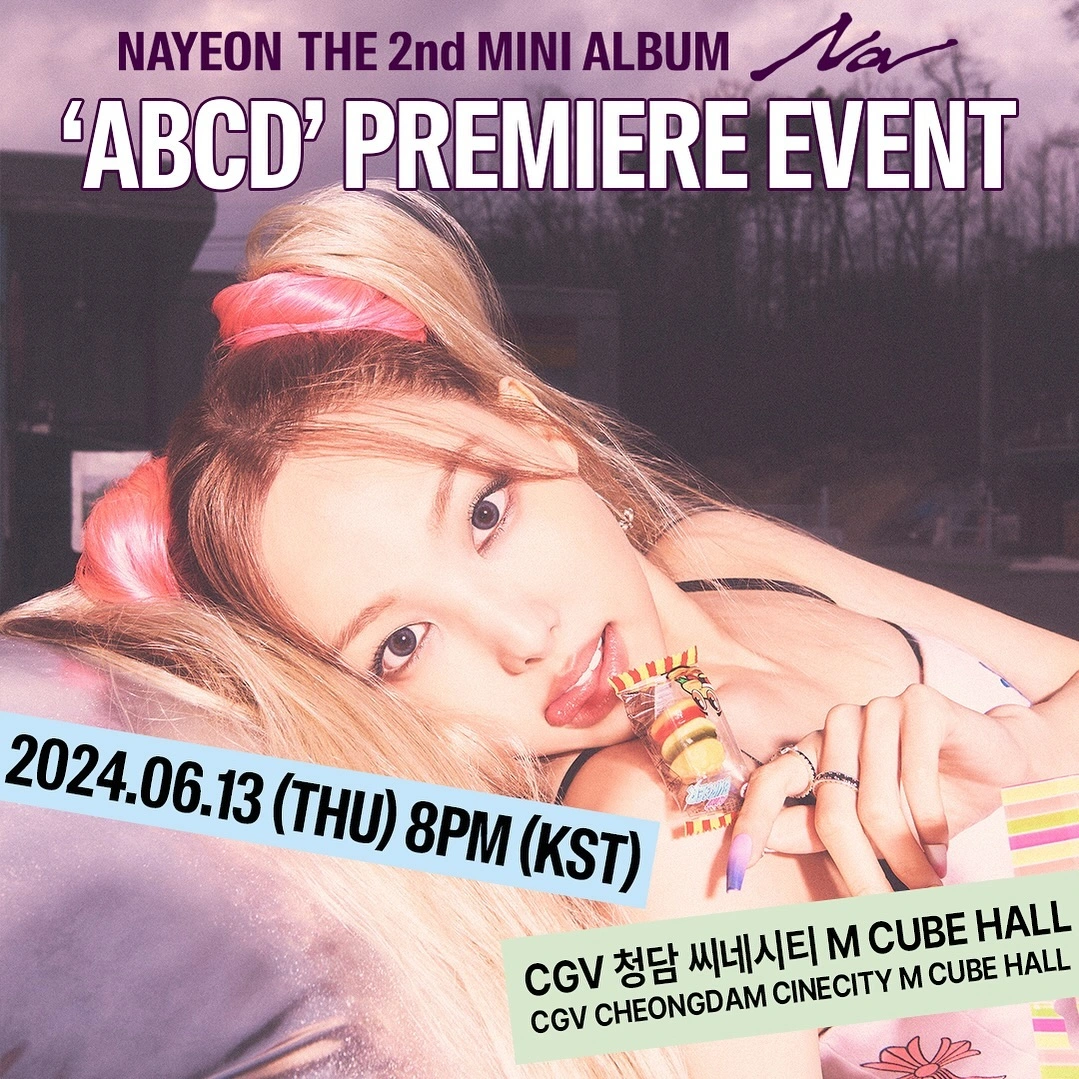 NAYEON THE 2nd MINI ALBUM Na
‘ABCD’ PREMIERE EVENT
2024.06.13 (THU) 8PM (KST)
CGV 청담 씨네시티 M CUBE HALL
CGV CHEONGDAM CINECITY M CUBE HALL